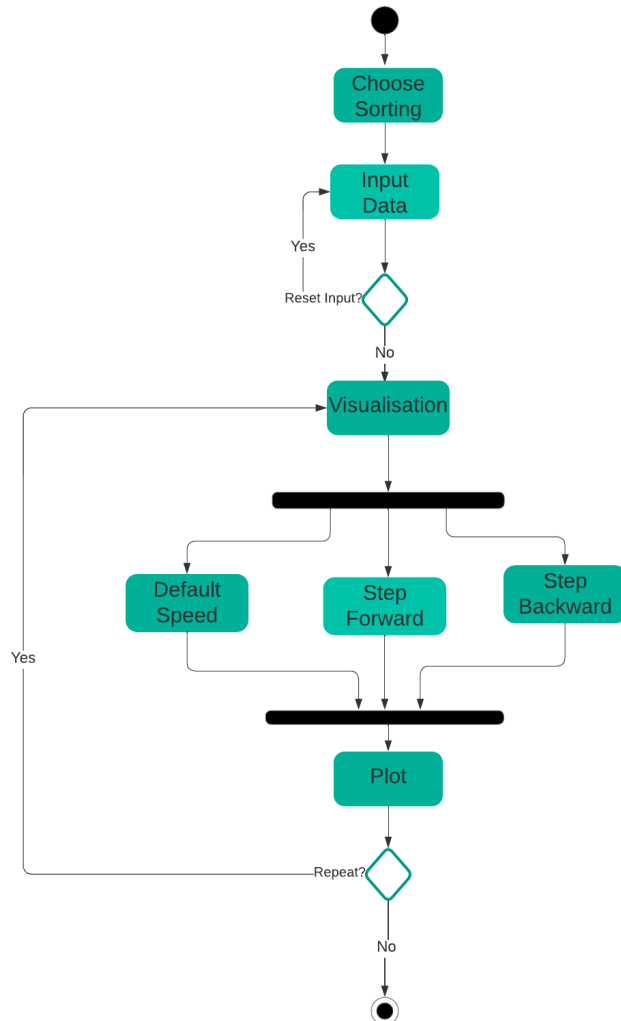 Choose
Sorting
Input
Data
Yes
Reset Input?
No
Visualisation
Default
Speed
Step
Forward
Step
Backward
Yes
Plot
Repeat?
No